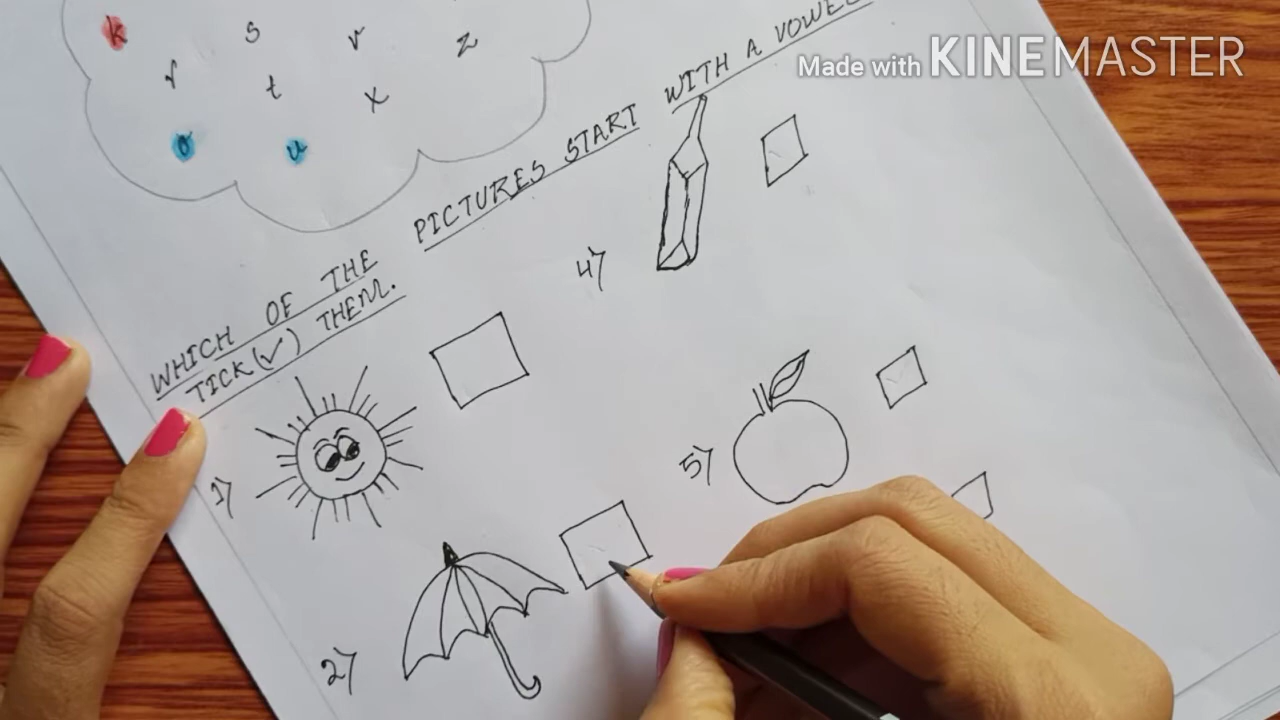 Made with KINEMASTER
k s r z
r t x
o u
WHICH OF THE PICTURES START WITH A VOWEL
TICK(✓) THEM.
1)
2)
4)
5)